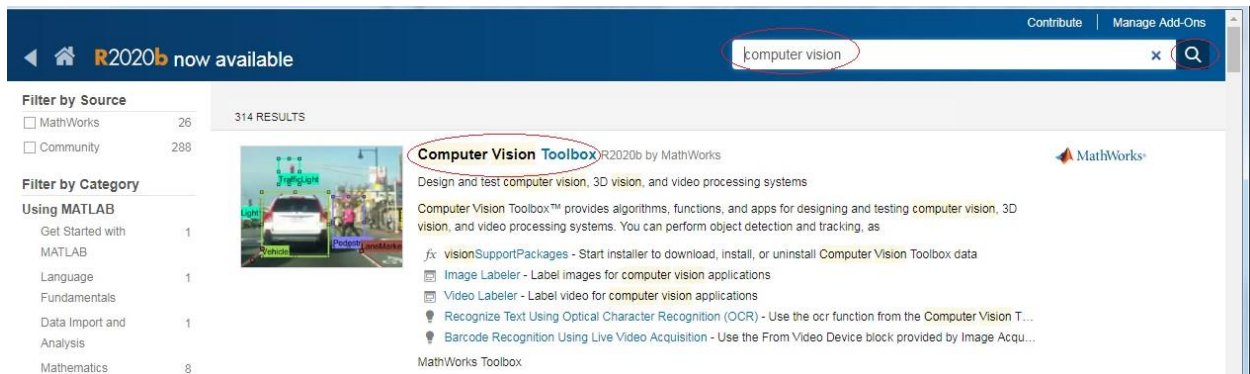 Contribute | Manage Add-Ons
R2020b now available
computer vision
Filter by Source
MathWorks 26
Community 288
Filter by Category
Using MATLAB
Get Started with 1
MATLAB
Language 1
Fundamentals
Data Import and 1
Analysis
Mathematics 8
314 RESULTS
TrafficLight
Light
Vehicle
Pedestri
LaneMarke
Computer Vision Toolbox R2020b by MathWorks
MathWorks
Design and test computer vision, 3D vision, and video processing systems
Computer Vision Toolbox™ provides algorithms, functions, and apps for designing and testing computer vision, 3D
vision, and video processing systems. You can perform object detection and tracking, as
fx visionSupportPackages - Start installer to download, install, or uninstall Computer Vision Toolbox data
Image Labeler - Label images for computer vision applications
Video Labeler - Label video for computer vision applications
Recognize Text Using Optical Character Recognition (OCR) - Use the ocr function from the Computer Vision T...
Barcode Recognition Using Live Video Acquisition - Use the From Video Device block provided by Image Acqu...
MathWorks Toolbox